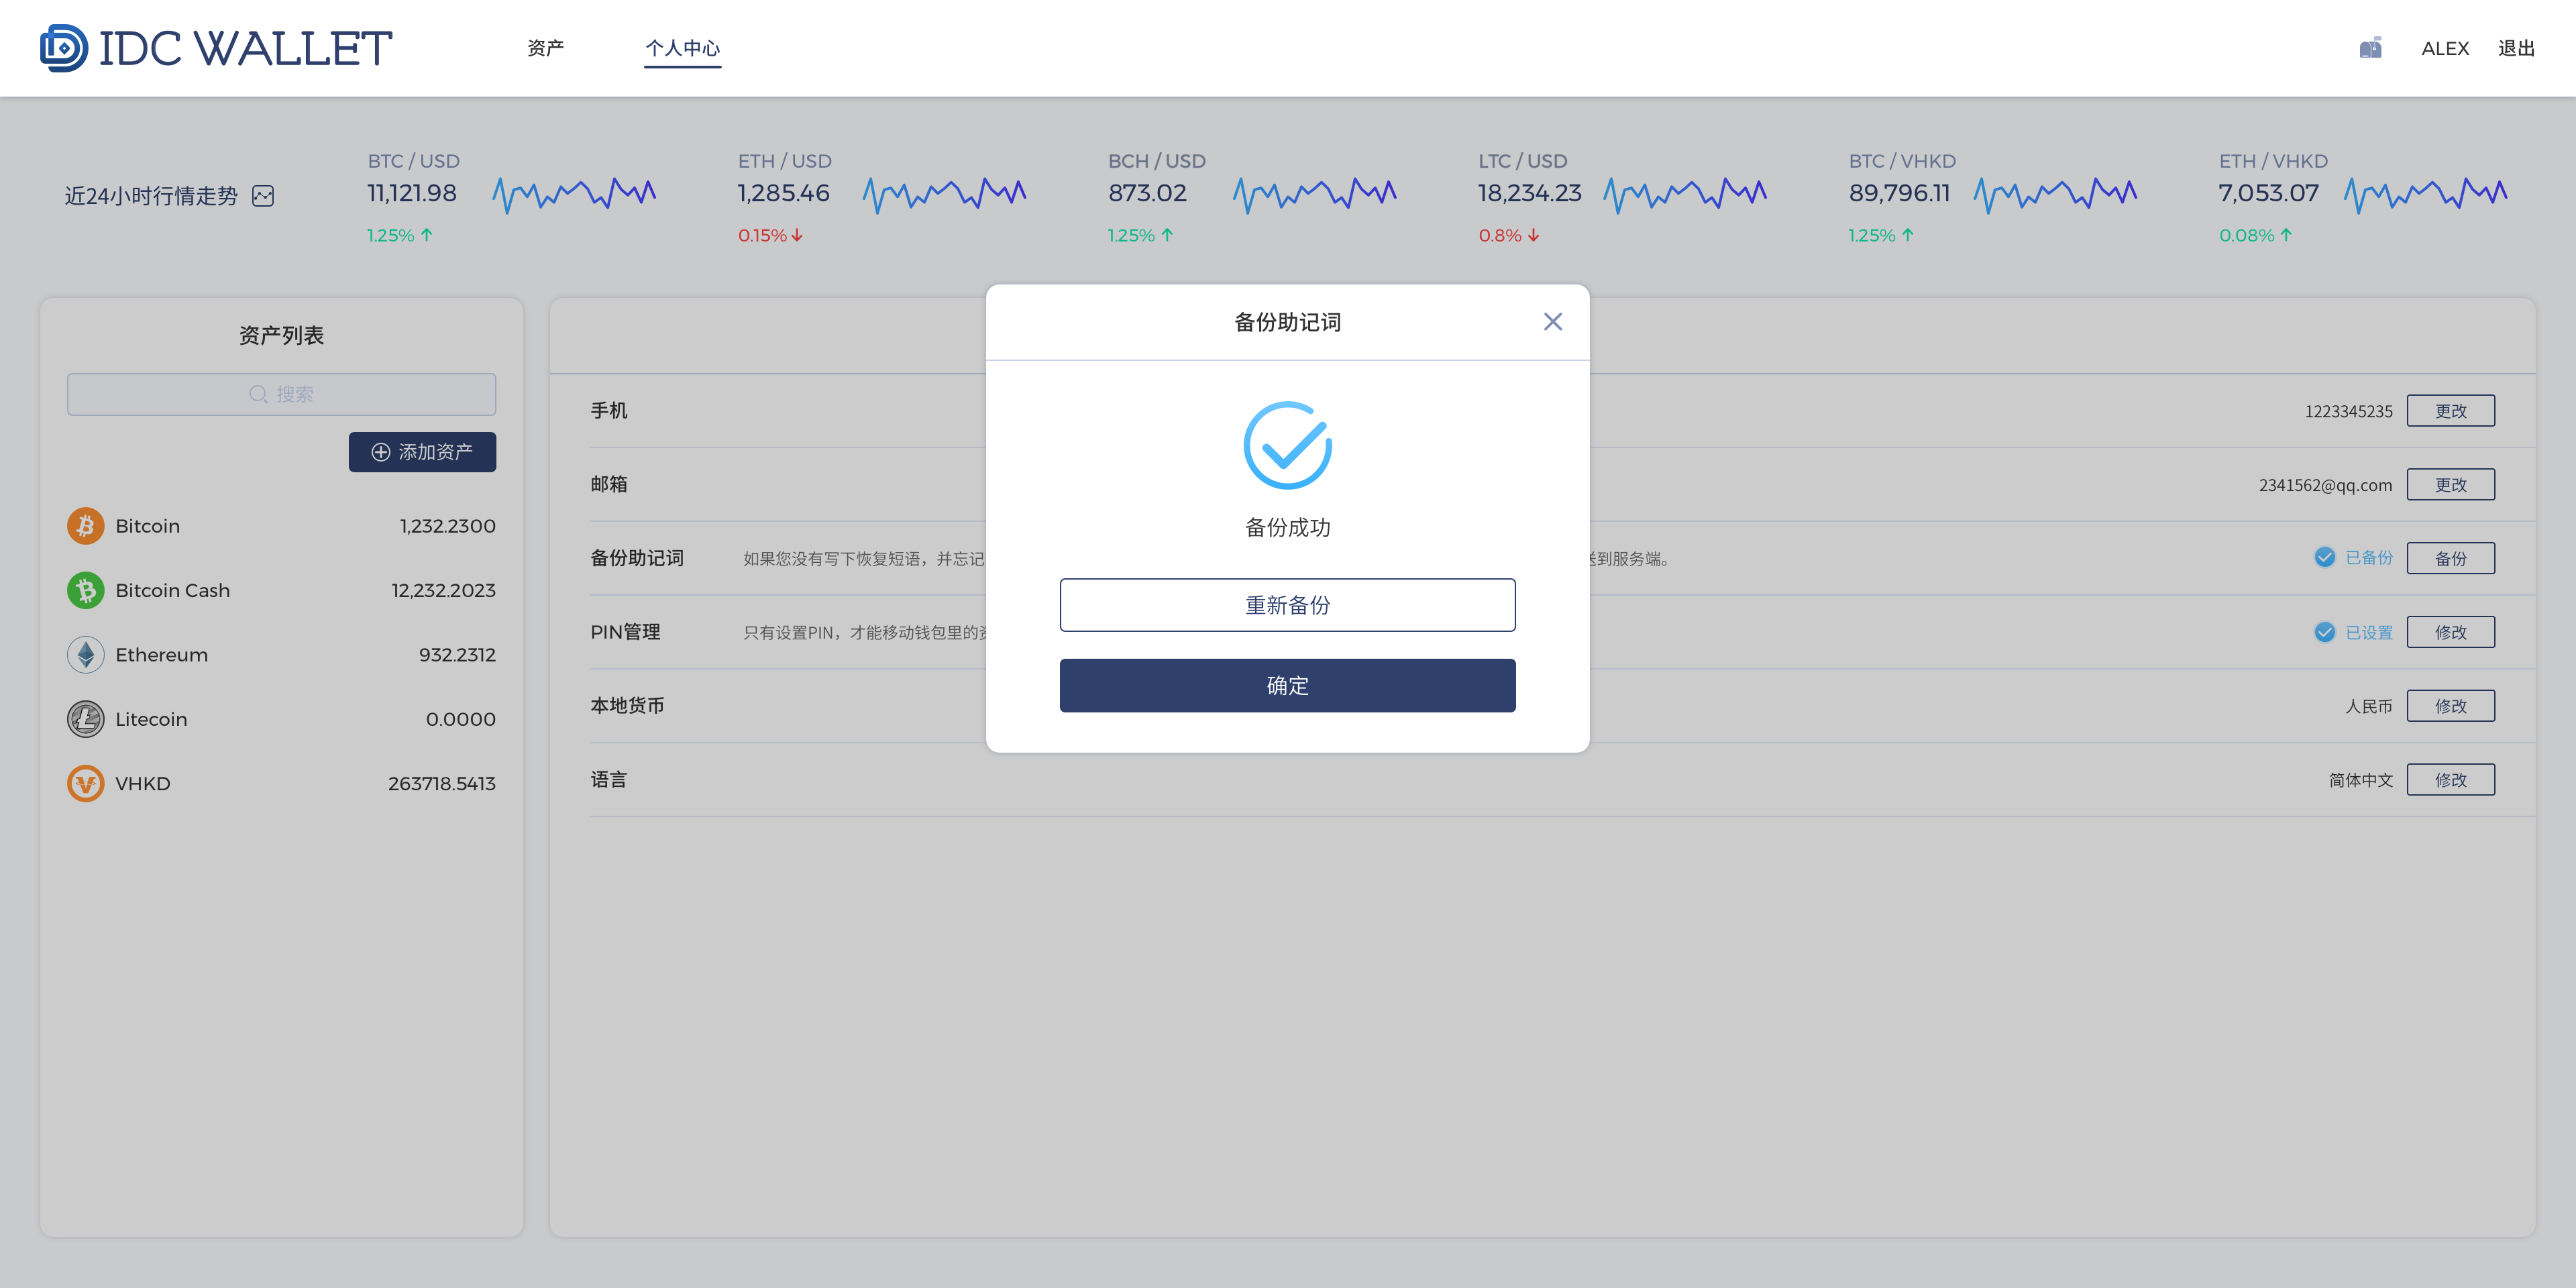 IDC WALLET
资产
个人中心
ALEX
退出
近24小时行情走势
BTC / USD
11,121.98
1.25%
ETH / USD
1,285.46
0.15%
BCH / USD
873.02
1.25%
LTC / USD
18,234.23
0.8%
BTC / VHKD
89,796.11
1.25%
ETH / VHKD
7,053.07
0.08%
资产列表
搜索
添加资产
Bitcoin 1,232.2300
Bitcoin Cash 12,232.2023
Ethereum 932.2312
Litecoin 0.0000
VHKD 263718.5413
手机 1223345235 更改
邮箱 2341562@qq.com 更改
备份助记词 如果您没有写下恢复短语，并忘记 到服务端。 已备份 备份
PIN管理 只有设置PIN，才能移动钱包里的 已设置 修改
本地货币 人民币 修改
语言 简体中文 修改
备份助记词
备份成功
重新备份
确定